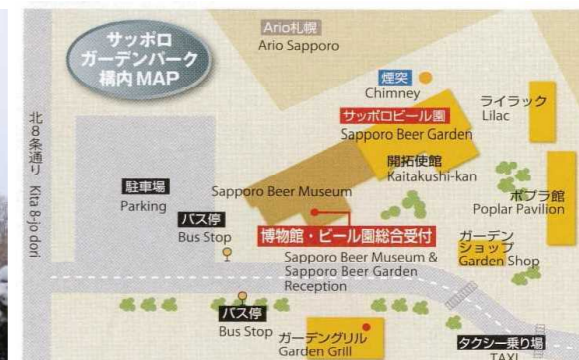 サッポロ
ガーデンパーク
構内 MAP
Ario札幌
Ario Sapporo
煙突
Chimney
サッポロビール園
Sapporo Beer Garden
開拓使館
Kaitakushi-kan
ライラック
Lilac
ポプラ館
Poplar Pavilion
北8条通り Kita 8-jo dori
駐車場
Parking
Sapporo Beer Museum
バス停
Bus Stop
博物館・ビール園総合受付
Sapporo Beer Museum &
Sapporo Beer Garden
Reception
ガーデン
ショップ
Garden Shop
バス停
Bus Stop
ガーデングリル
Garden Grill
タクシー乗り場
TAXI